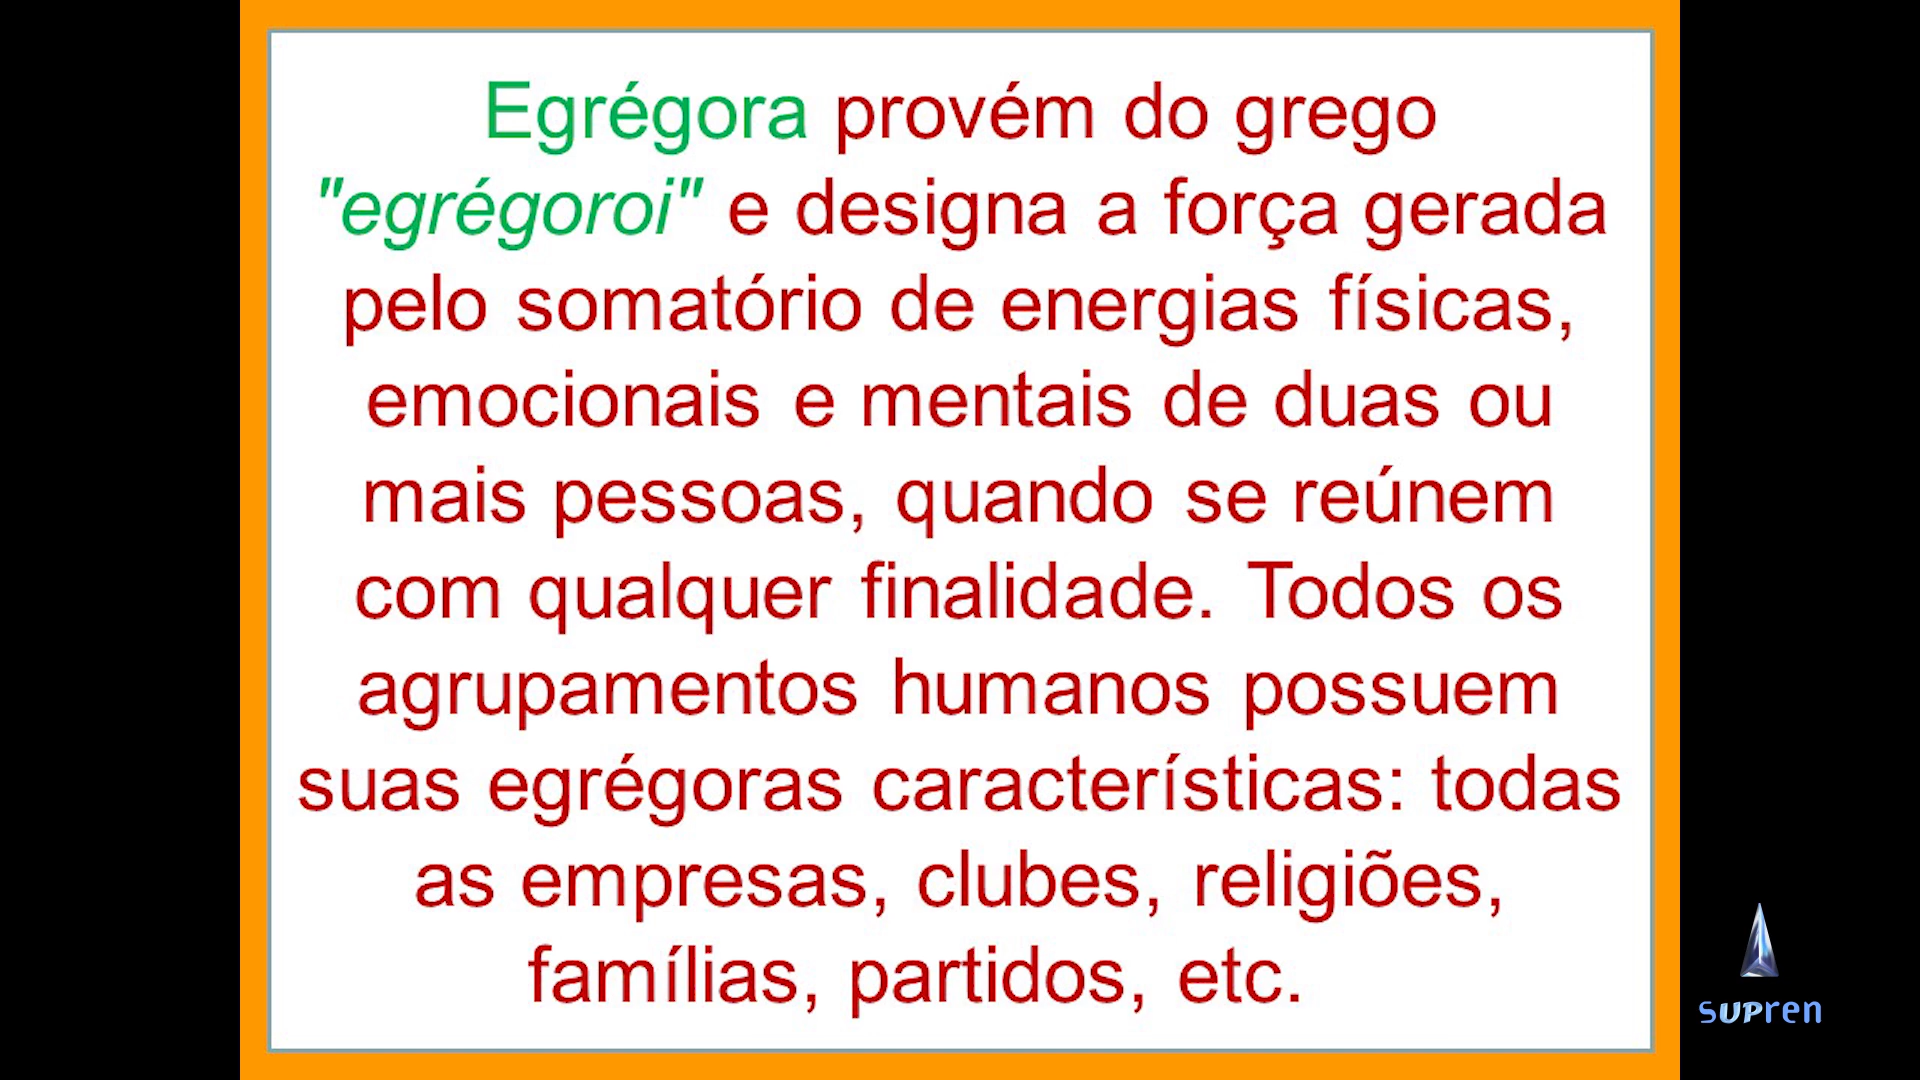 Egrégora provém do grego
"egrégoroi" e designa a força gerada
pelo somatório de energias físicas,
emocionais e mentais de duas ou
mais pessoas, quando se reúnem
com qualquer finalidade. Todos os
agrupamentos humanos possuem
suas egrégoras características: todas
as empresas, clubes, religiões,
famílias, partidos, etc.
sUPren